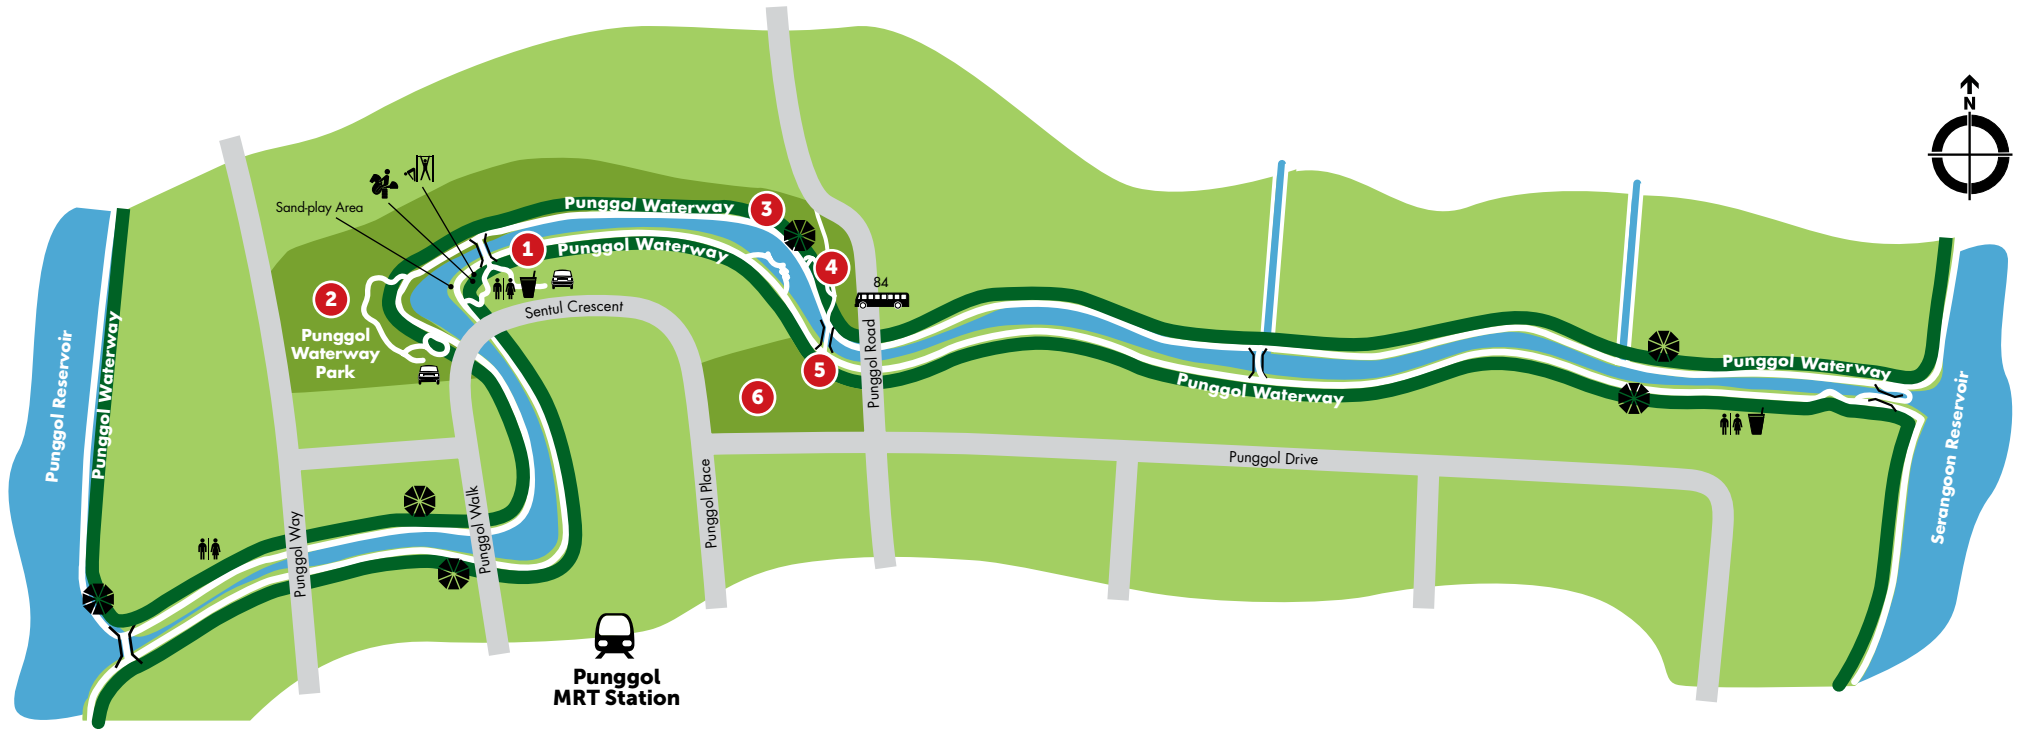 N
Sand-play Area
Punggol Waterway
3
1
Punggol Waterway
4
84
2
Sentul Crescent
Punggol
Waterway
Park
Punggol Reservoir
Punggol Waterway
Punggol Road
5
6
Punggol Waterway
Punggol Waterway
Serangoon Reservoir
Punggol Drive
Punggol Way
Punggol Walk
Punggol Place
Punggol
MRT Station